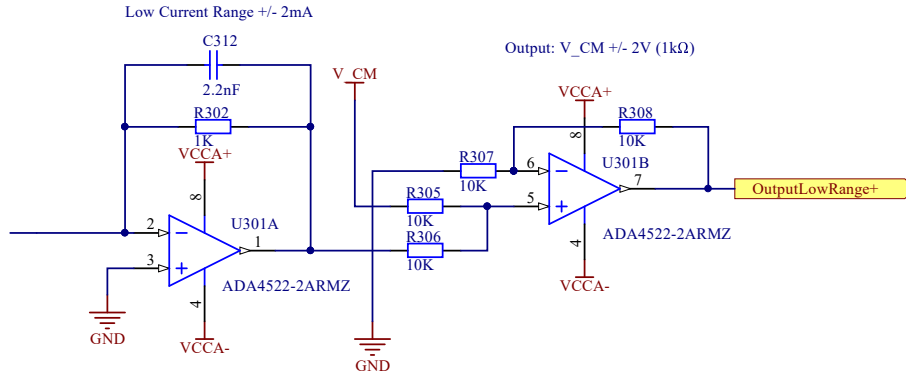 Low Current Range +/- 2mA
C312
2.2nF
R302
1K
VCCA+
8
U301A
2
1
3
ADA4522-2ARMZ
4
GND
VCCA-
Output: V_CM +/- 2V (1kΩ)
V_CM
VCCA+
R308
10K
8
R307
10K
6
U301B
7
OutputLowRange+
R305
10K
5
R306
10K
ADA4522-2ARMZ
4
VCCA-
GND